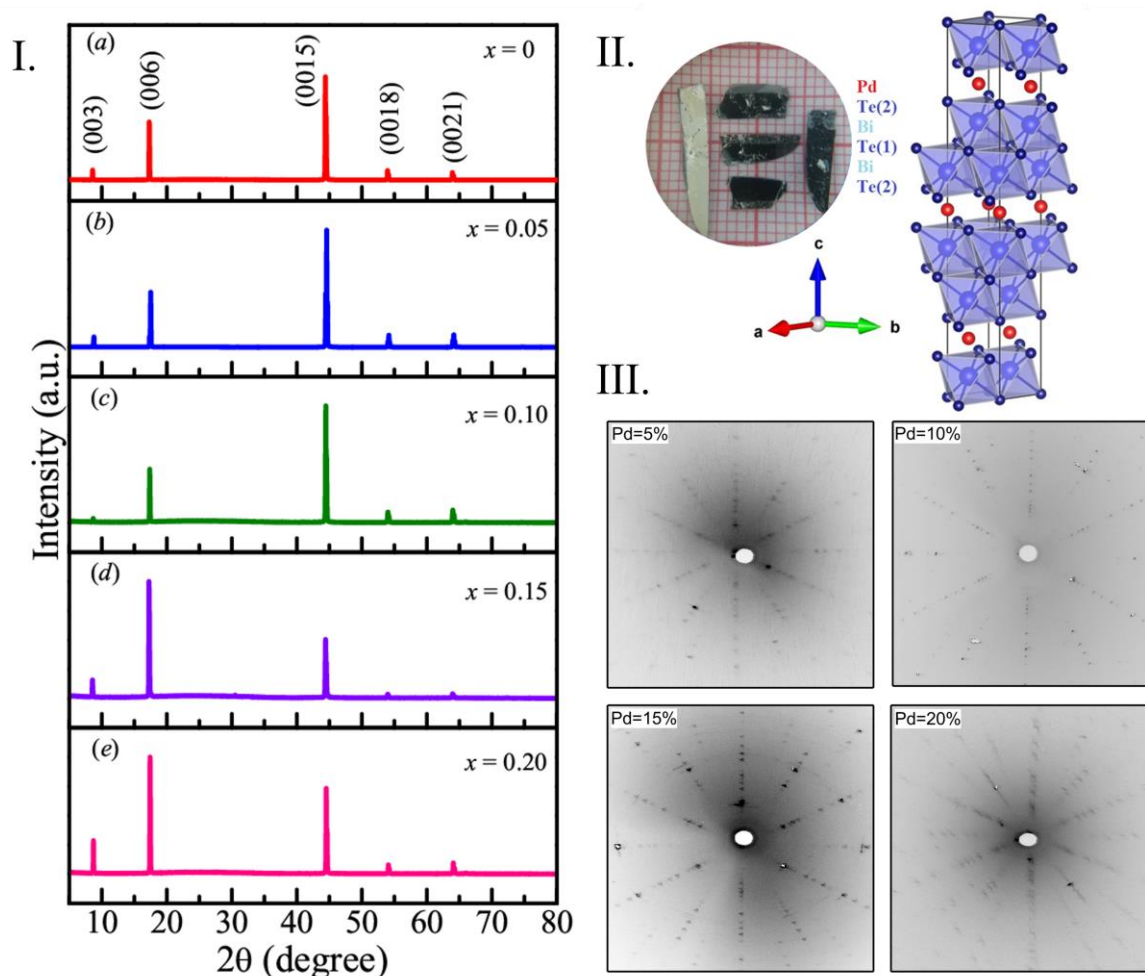 I.
(a)
x = 0
(003)
(006)
(0015)
(0018)
(0021)
(b)
x = 0.05
(c)
x = 0.10
(d)
x = 0.15
(e)
x = 0.20
Intensity (a.u.)
10 20 30 40 50 60 70 80
2θ (degree)
II.
Pd
Te(2)
Bi
Te(1)
Bi
Te(2)
c
a
b
III.
Pd=5%
Pd=10%
Pd=15%
Pd=20%